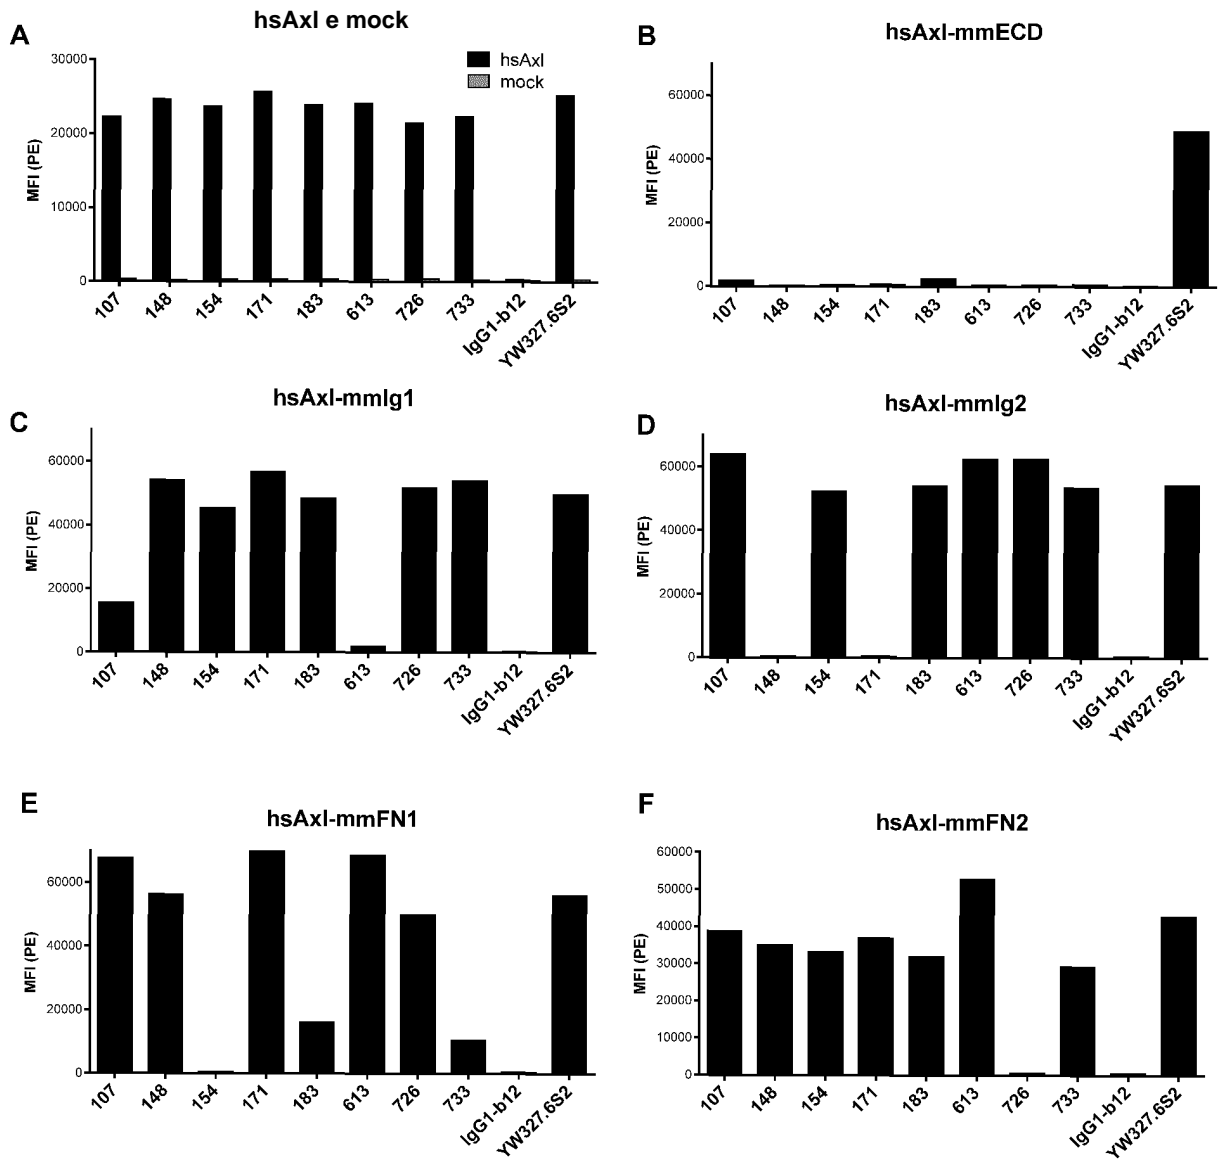 A
hsAxl e mock
hsAxl
mock
MFI (PE)
30000
20000
10000
0
107
148
154
171
183
613
726
733
IgG1-b12
YW327.6S2
B
hsAxl-mmECD
MFI (PE)
60000
40000
20000
0
107
148
154
171
183
613
726
733
IgG1-b12
YW327.6S2
C
hsAxl-mmIg1
MFI (PE)
60000
40000
20000
0
107
148
154
171
183
613
726
733
IgG1-b12
YW327.6S2
D
hsAxl-mmIg2
MFI (PE)
60000
40000
20000
0
107
148
154
171
183
613
726
733
IgG1-b12
YW327.6S2
E
hsAxl-mmFN1
MFI (PE)
60000
40000
20000
0
107
148
154
171
183
613
726
733
IgG1-b12
YW327.6S2
F
hsAxl-mmFN2
MFI (PE)
60000
50000
40000
30000
20000
10000
0
107
148
154
171
183
613
726
733
IgG1-b12
YW327.6S2